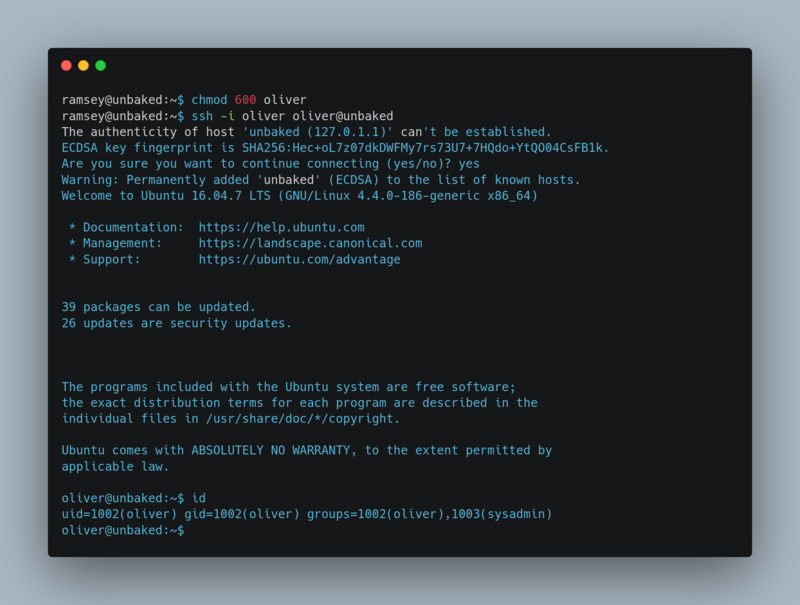 ramsey@unbaked:~$ chmod 600 oliver
ramsey@unbaked:~$ ssh -i oliver oliver@unbaked
The authenticity of host 'unbaked (127.0.1.1)' can't be established.
ECDSA key fingerprint is SHA256:Hec+oL7z07dkDWFMy7rs73U7+7HQdo+YtQO04CsFB1k.
Are you sure you want to continue connecting (yes/no)? yes
Warning: Permanently added 'unbaked' (ECDSA) to the list of known hosts.
Welcome to Ubuntu 16.04.7 LTS (GNU/Linux 4.4.0-186-generic x86_64)
* Documentation: https://help.ubuntu.com
* Management: https://landscape.canonical.com
* Support: https://ubuntu.com/advantage
39 packages can be updated.
26 updates are security updates.
The programs included with the Ubuntu system are free software;
the exact distribution terms for each program are described in the
individual files in /usr/share/doc/*/copyright.
Ubuntu comes with ABSOLUTELY NO WARRANTY, to the extent permitted by
applicable law.
oliver@unbaked:~$ id
uid=1002(oliver) gid=1002(oliver) groups=1002(oliver),1003(sysadmin)
oliver@unbaked:~$